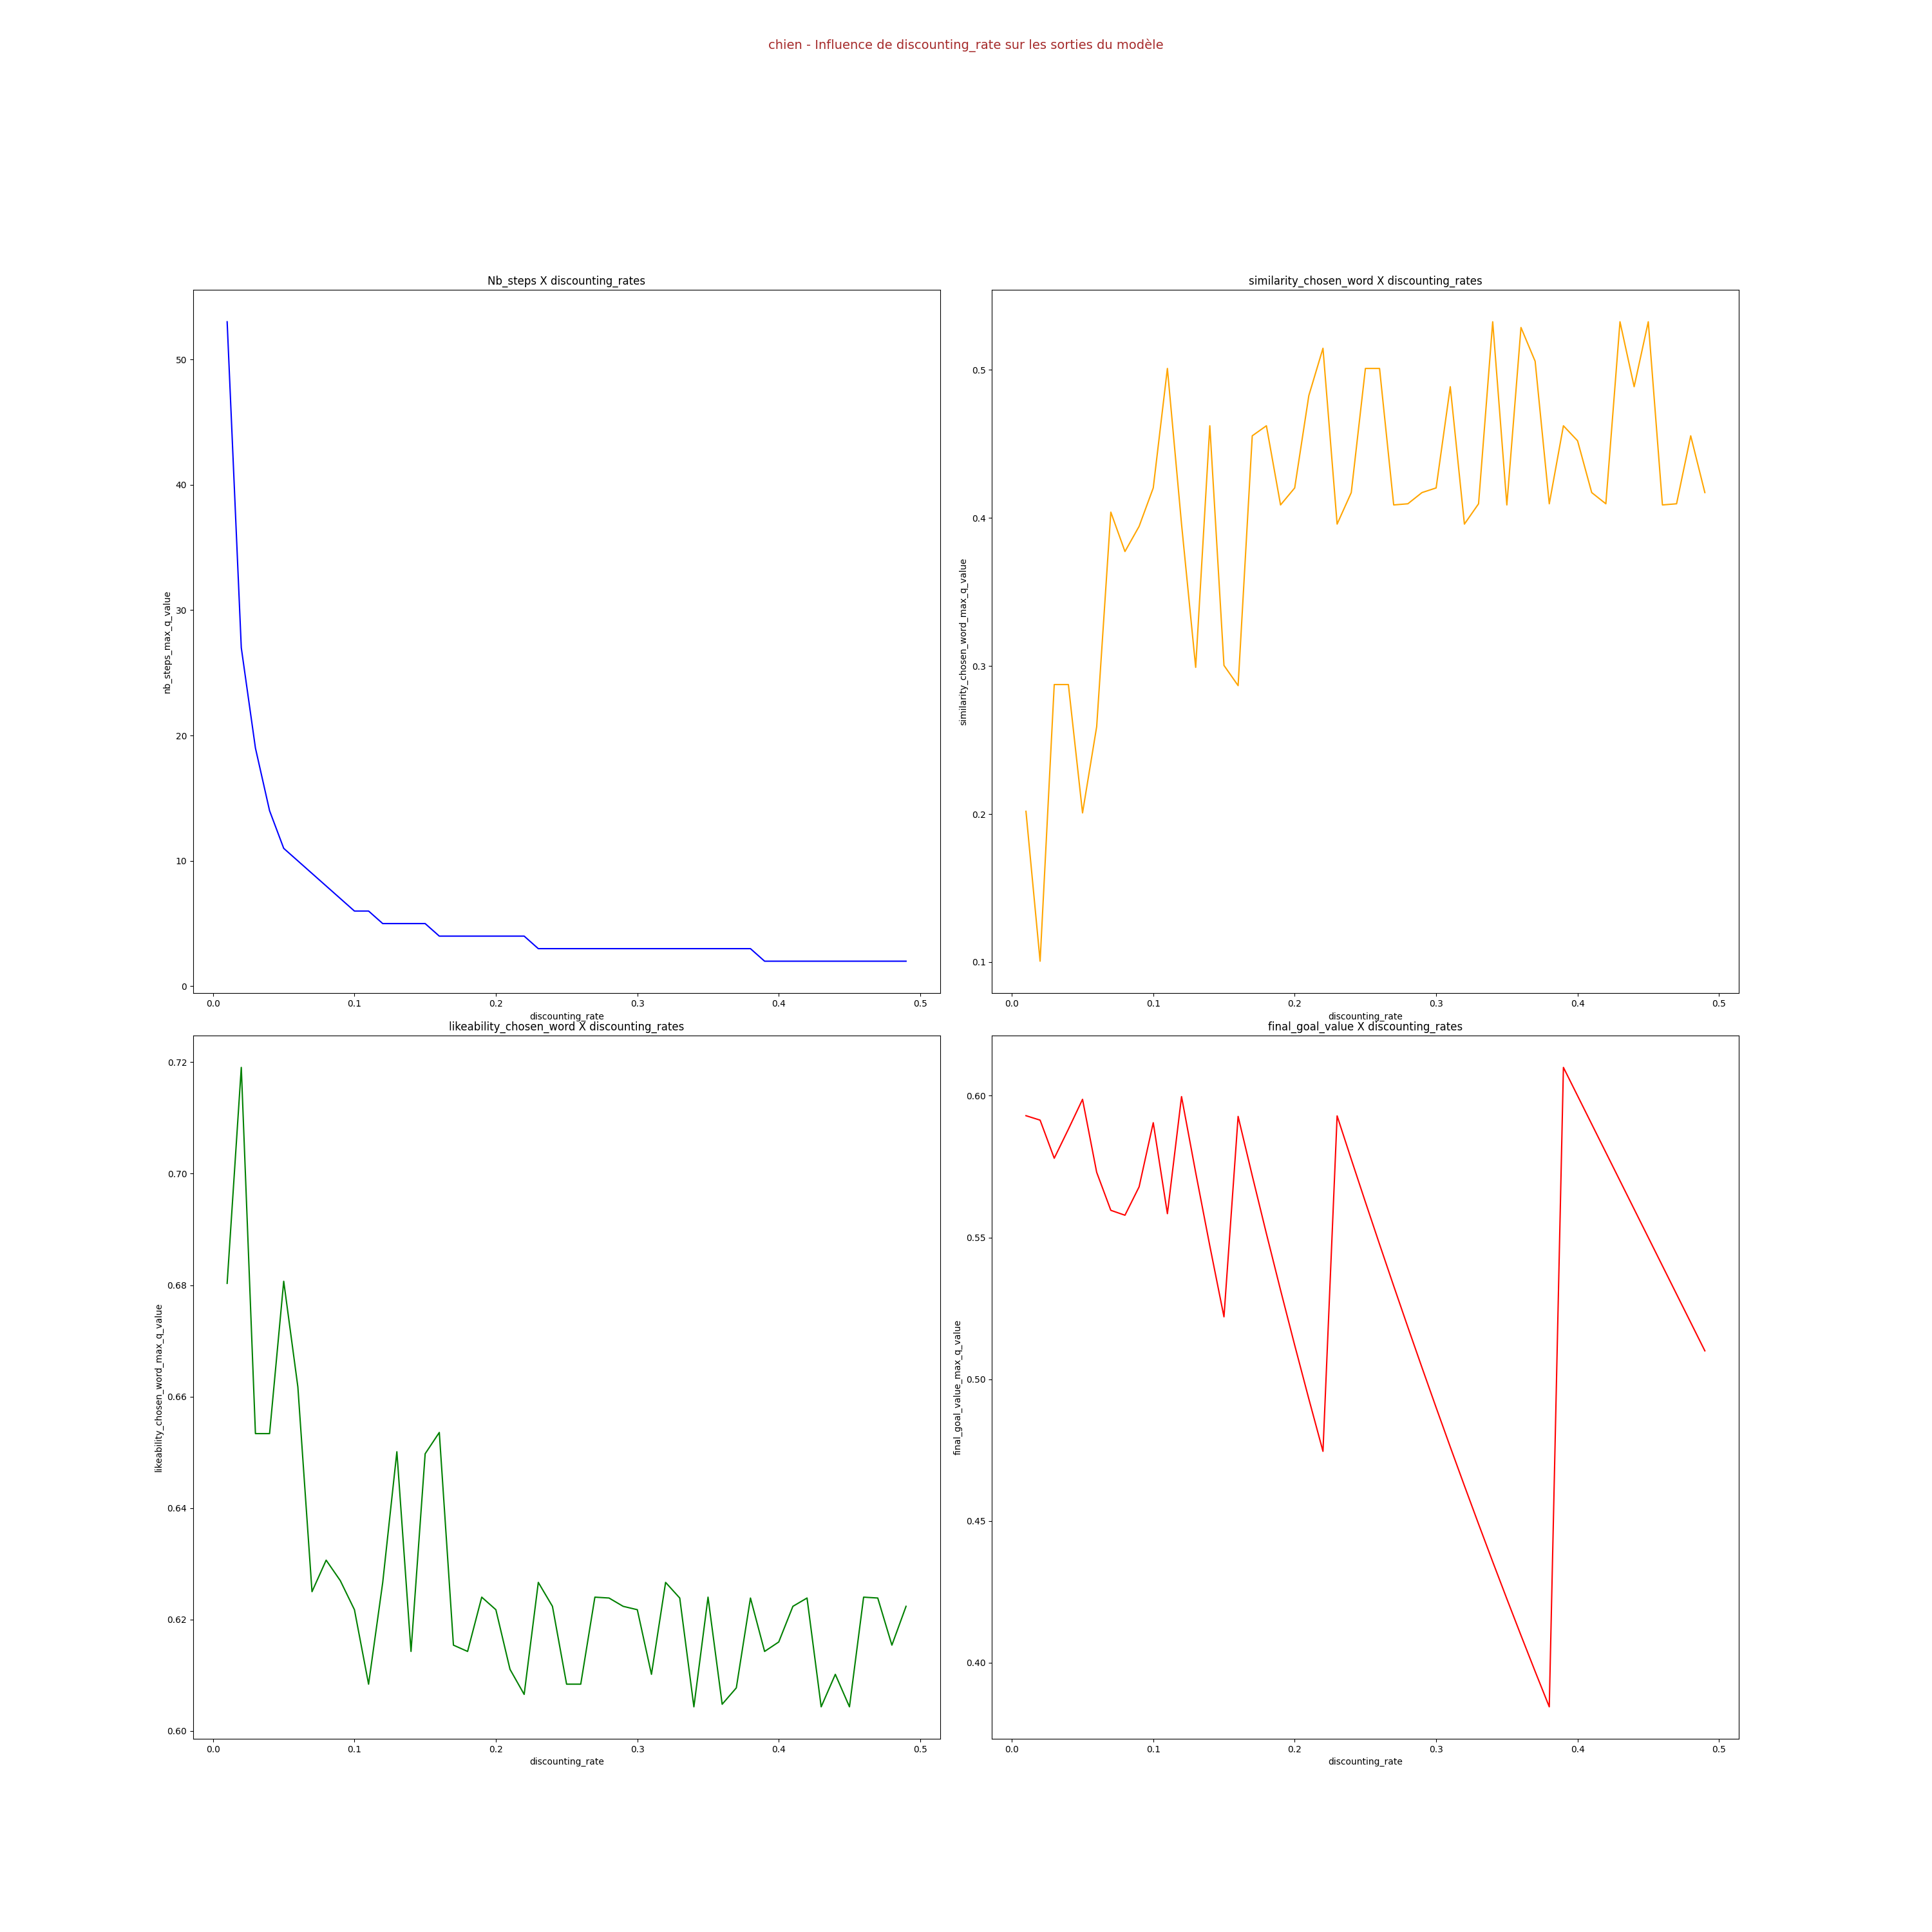 chien - Influence de discounting_rate sur les sorties du modèle
Nb_steps X discounting_rates
nb_steps_max_q_value
50
40
30
20
10
0
0.0 0.1 0.2 0.3 0.4 0.5
discounting_rate
similarity_chosen_word X discounting_rates
similarity_chosen_word_max_q_value
0.5
0.4
0.3
0.2
0.1
0.0 0.1 0.2 0.3 0.4 0.5
discounting_rate
likeability_chosen_word X discounting_rates
likeability_chosen_word_max_q_value
0.72
0.70
0.68
0.66
0.64
0.62
0.60
0.0 0.1 0.2 0.3 0.4 0.5
discounting_rate
final_goal_value X discounting_rates
final_goal_value_max_q_value
0.60
0.55
0.50
0.45
0.40
0.0 0.1 0.2 0.3 0.4 0.5
discounting_rate